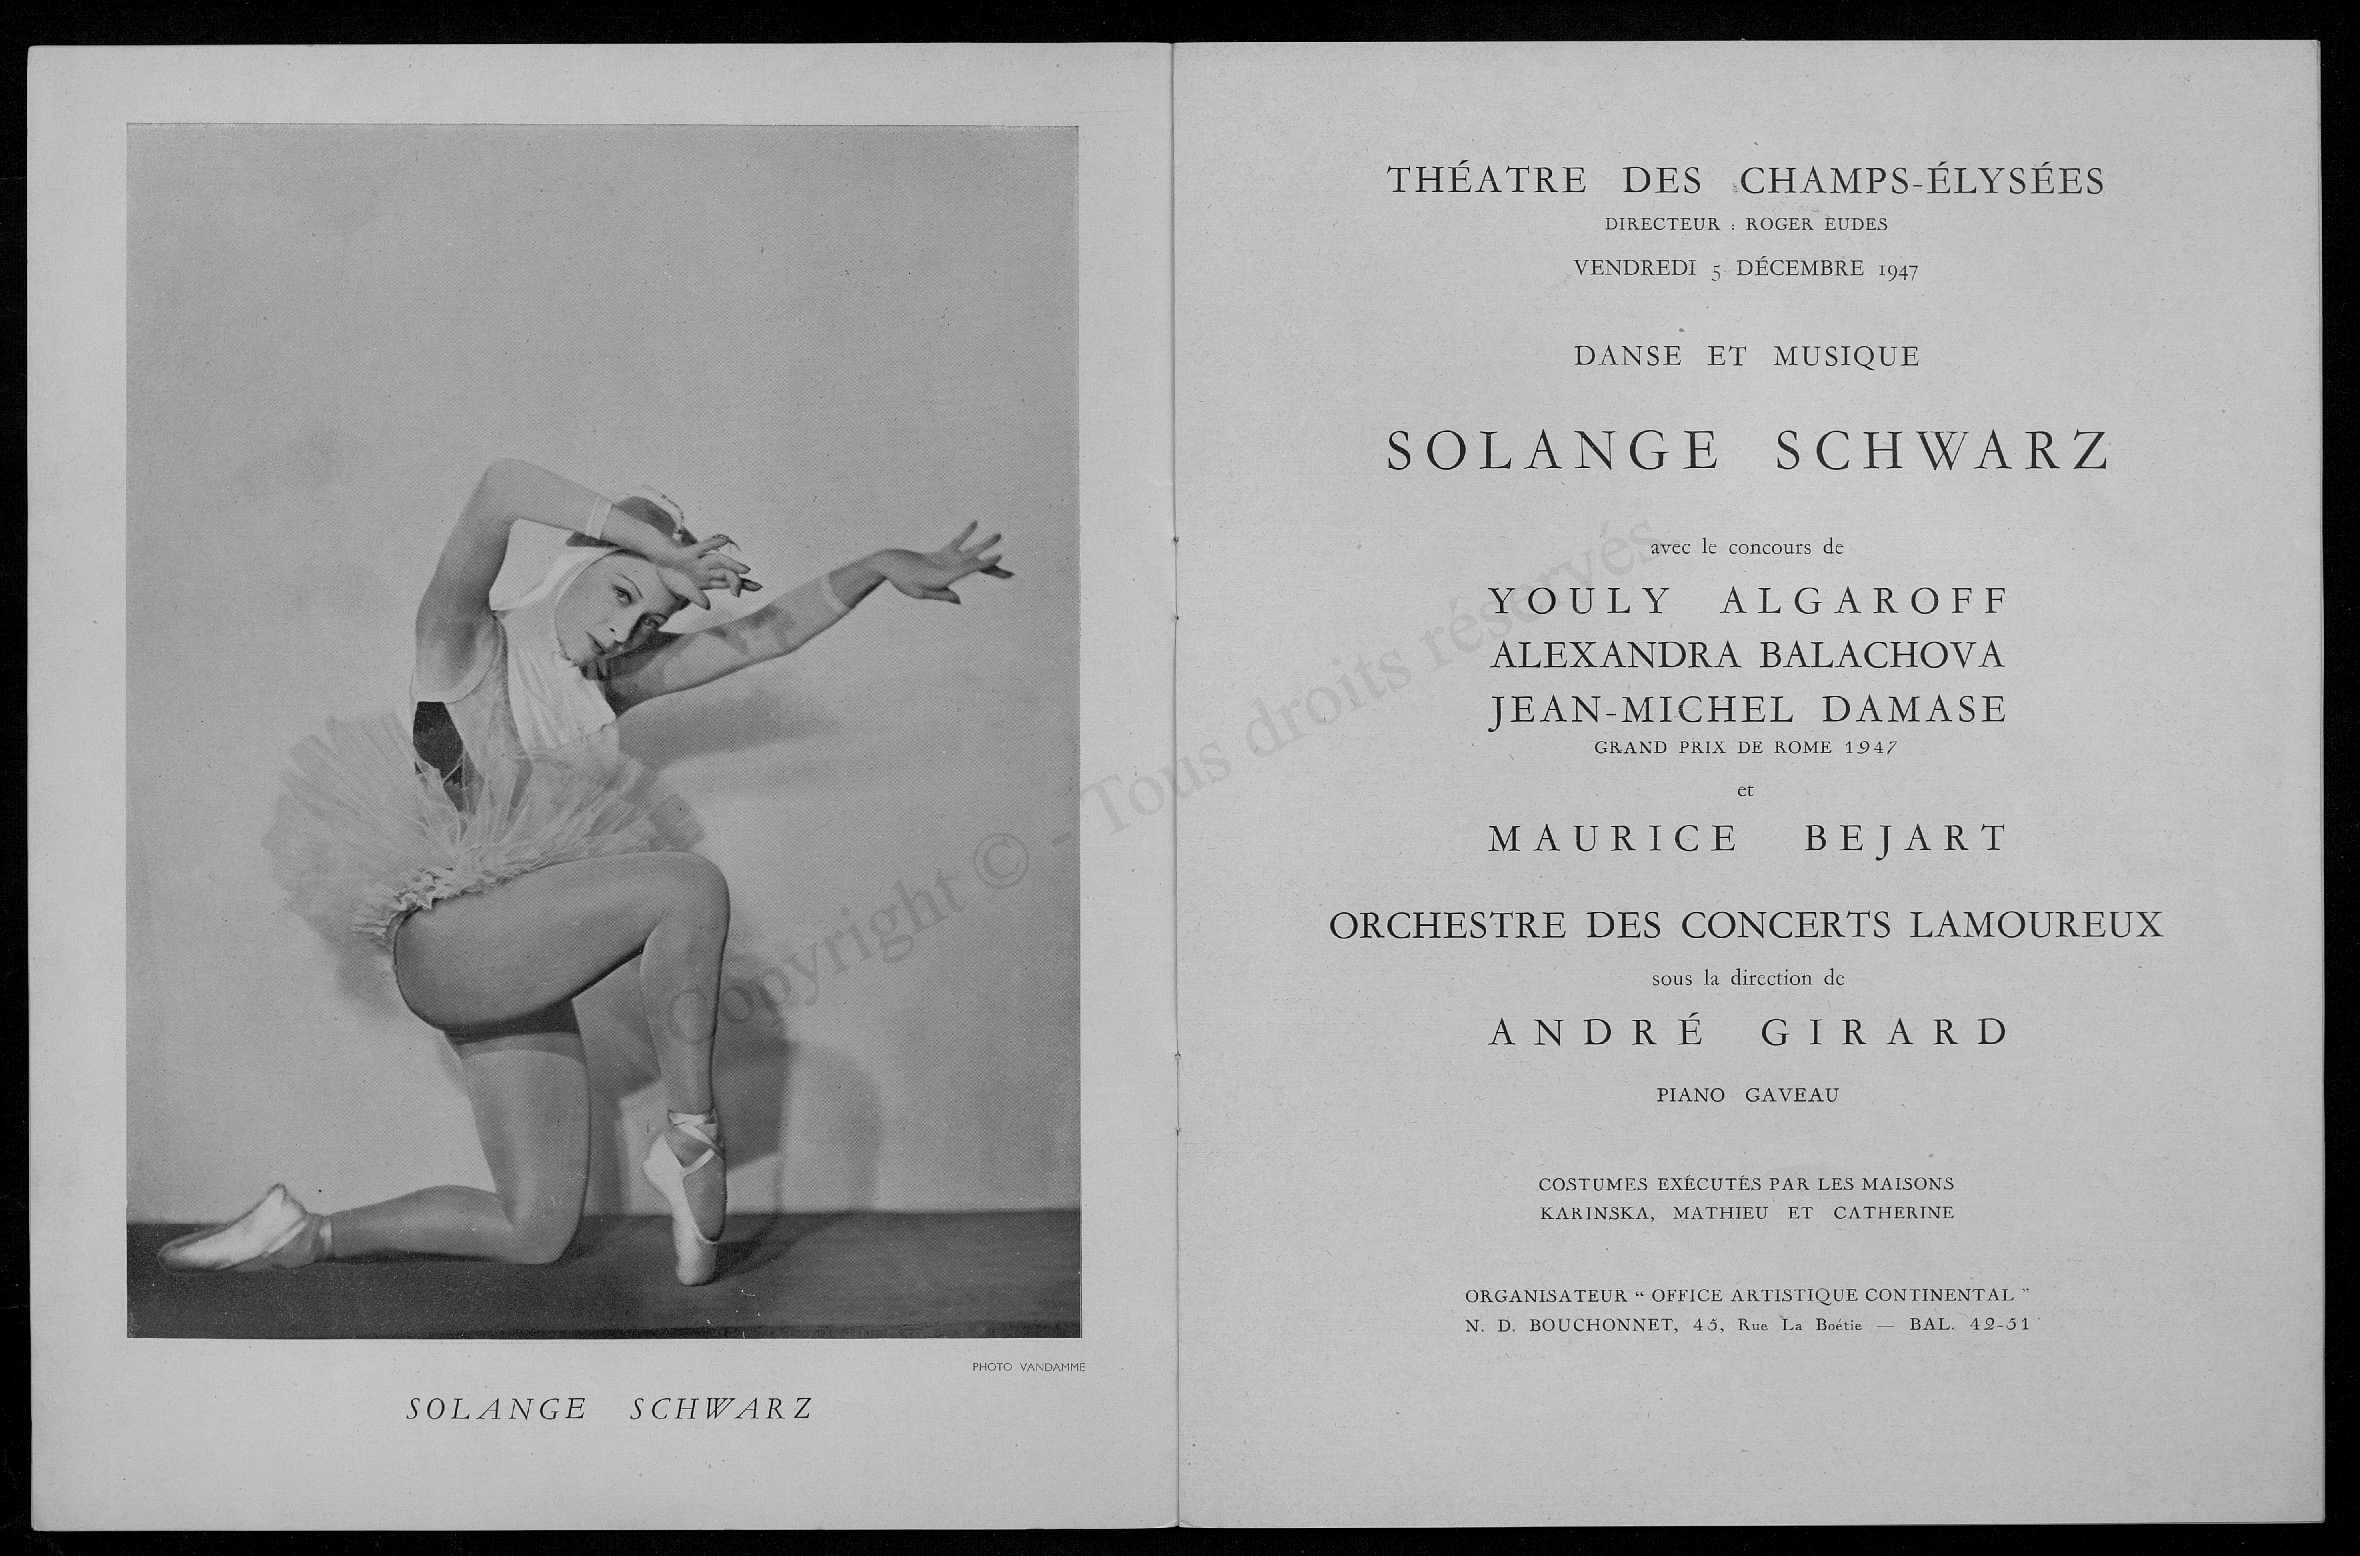 PHOTO VANDAMME
SOLANGE SCHWARZ
THÉATRE DES CHAMPS-ÉLYSÉES
DIRECTEUR : ROGER EUDES
VENDREDI 5 DÉCEMBRE 1947
DANSE ET MUSIQUE
SOLANGE SCHWARZ
avec le concours de
YOULY ALGAROFF
ALEXANDRA BALACHOVA
JEAN-MICHEL DAMASE
GRAND PRIX DE ROME 1947
et
MAURICE BEJART
ORCHESTRE DES CONCERTS LAMOUREUX
sous la direction de
ANDRÉ GIRARD
PIANO GAVEAU
COSTUMES EXÉCUTÉS PAR LES MAISONS
KARINSKA, MATHIEU ET CATHERINE
ORGANISATEUR “ OFFICE ARTISTIQUE CONTINENTAL ”
N. D. BOUCHONNET, 45, Rue La Boétie — BAL. 42-51
Copyright © - Tous droits réservés.